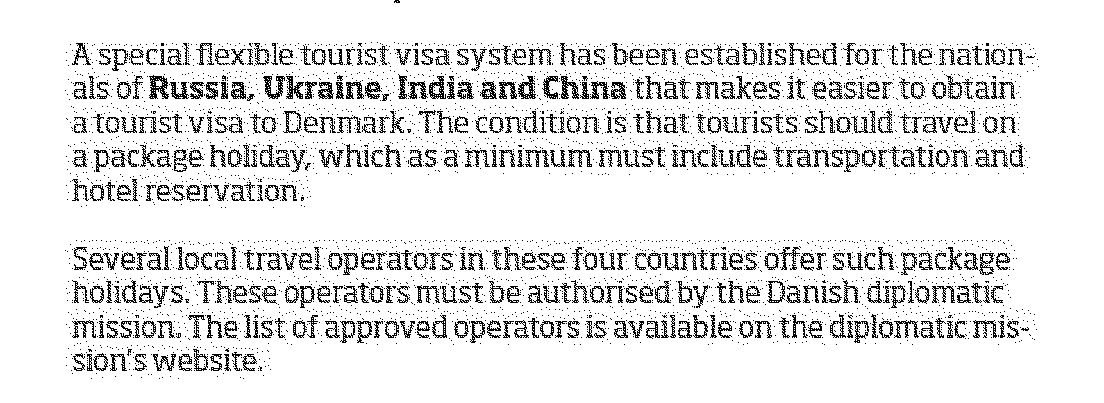 A special flexible tourist visa system has been established for the nation-
als of Russia, Ukraine, India and China that makes it easier to obtain
a tourist visa to Denmark. The condition is that tourists should travel on
a package holiday, which as a minimum must include transportation and
hotel reservation.
Several local travel operators in these four countries offer such package
holidays. These operators must be authorised by the Danish diplomatic
mission. The list of approved operators is available on the diplomatic mis-
sion's website.